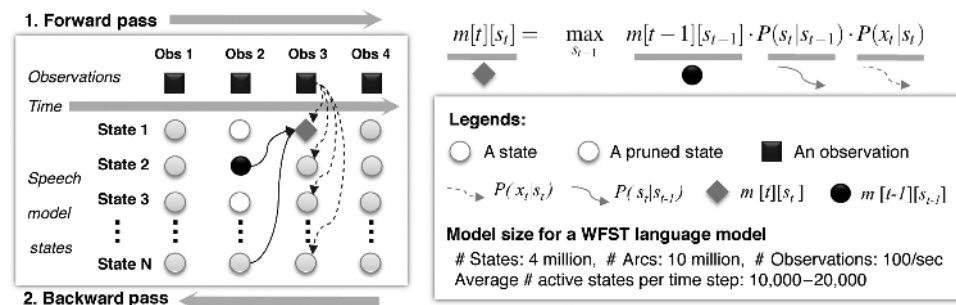 1. Forward pass
Obs 1 Obs 2 Obs 3 Obs 4
Observations
Time
State 1
State 2
Speech
State 3
model
states
State N
2. Backward pass
m[t][s_t] = max_{s_{t-1}} m[t-1][s_{t-1}] · P(s_t|s_{t-1}) · P(x_t|s_t)
Legends:
A state A pruned state An observation
P(x_t|s_t) P(s_t|s_{t-1}) m [t][s_t] m [t-1][s_{t-1}]
Model size for a WFST language model
# States: 4 million, # Arcs: 10 million, # Observations: 100/sec
Average # active states per time step: 10,000–20,000